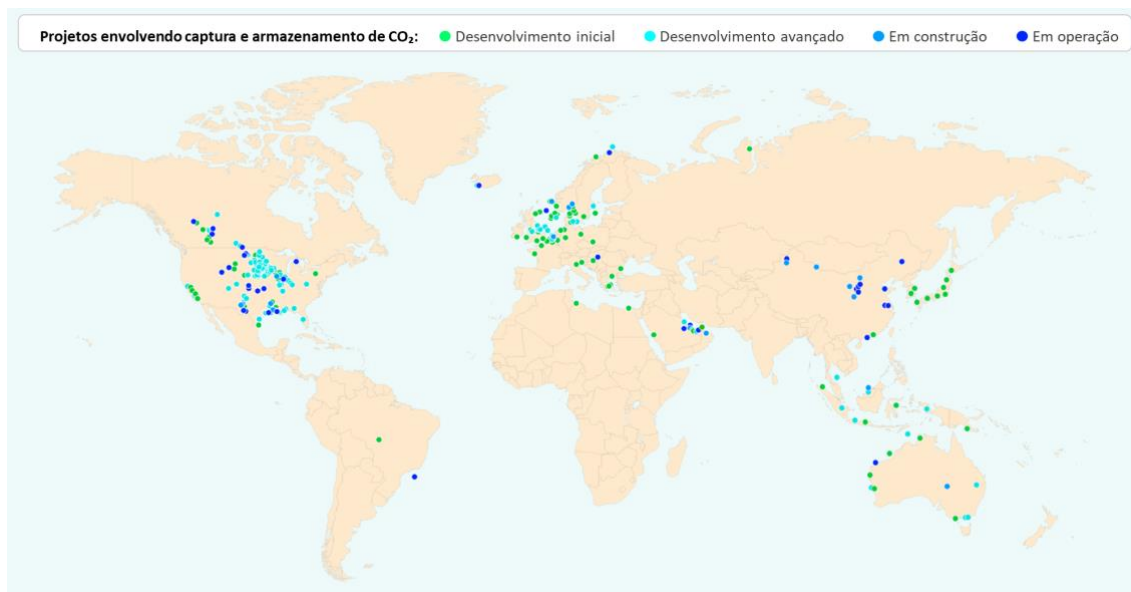 Projetos envolvendo captura e armazenamento de CO₂: Desenvolvimento inicial Desenvolvimento avançado Em construção Em operação